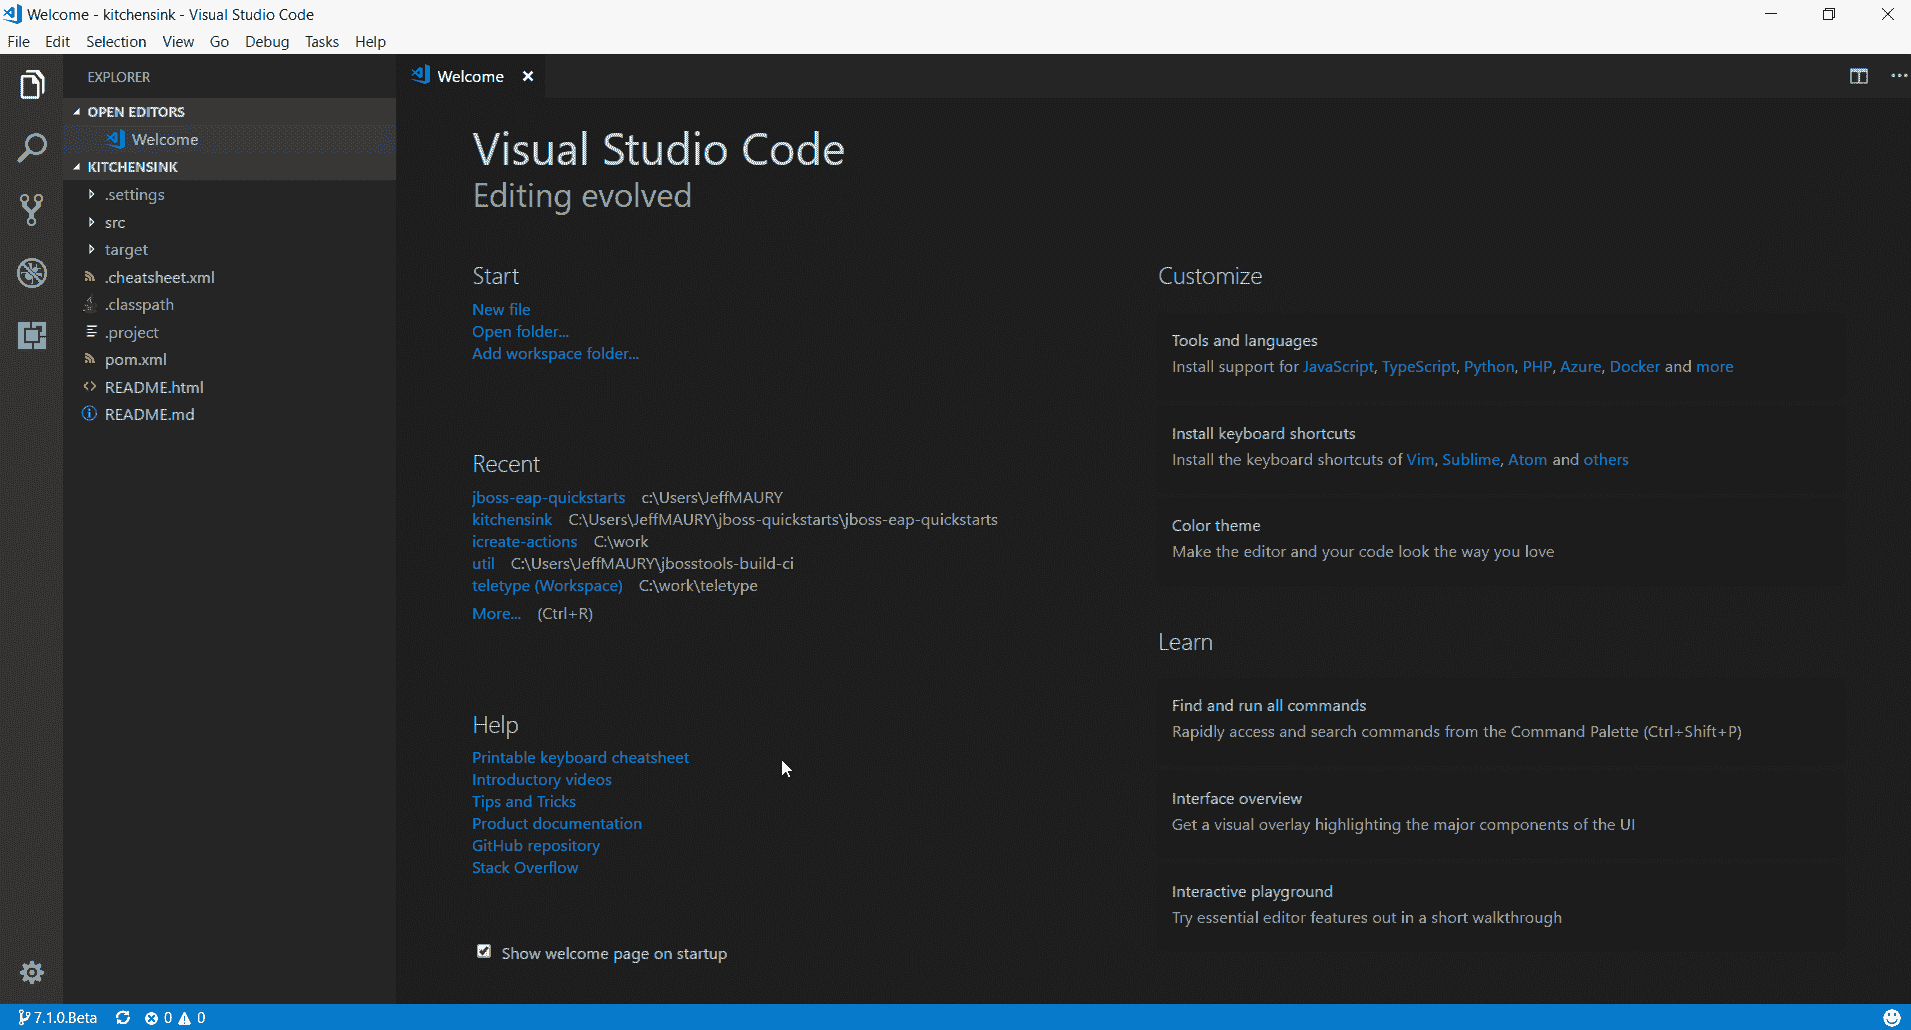 Welcome - kitchensink - Visual Studio Code
File Edit Selection View Go Debug Tasks Help
EXPLORER
OPEN EDITORS
Welcome
KITCHENSINK
.settings
src
target
.cheatsheet.xml
.classpath
.project
pom.xml
README.html
README.md
Welcome
Visual Studio Code
Editing evolved
Start
New file
Open folder...
Add workspace folder...
Recent
jboss-eap-quickstarts c:\Users\JeffMAURY
kitchensink C:\Users\JeffMAURY\jboss-quickstarts\jboss-eap-quickstarts
icreate-actions C:\work
util C:\Users\JeffMAURY\jbosstools-build-ci
teletype (Workspace) C:\work\teletype
More... (Ctrl+R)
Help
Printable keyboard cheatsheet
Introductory videos
Tips and Tricks
Product documentation
GitHub repository
Stack Overflow
Show welcome page on startup
Customize
Tools and languages
Install support for JavaScript, TypeScript, Python, PHP, Azure, Docker and more
Install keyboard shortcuts
Install the keyboard shortcuts of Vim, Sublime, Atom and others
Color theme
Make the editor and your code look the way you love
Learn
Find and run all commands
Rapidly access and search commands from the Command Palette (Ctrl+Shift+P)
Interface overview
Get a visual overlay highlighting the major components of the UI
Interactive playground
Try essential editor features out in a short walkthrough
7.1.0.Beta 0 0